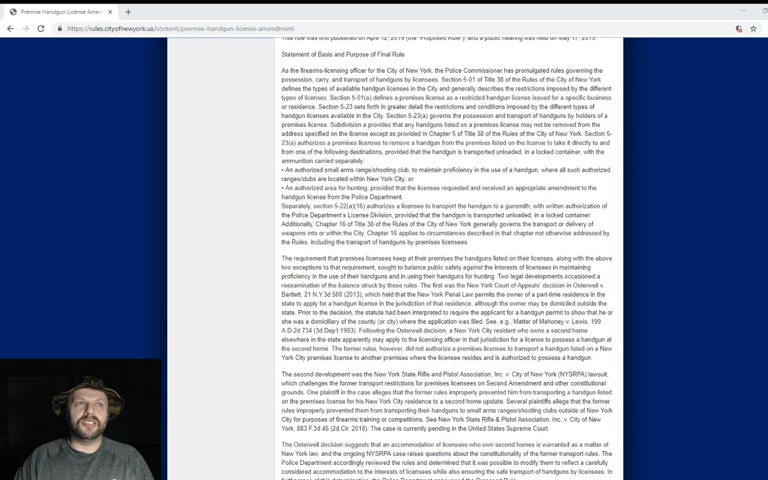 Premise Handgun License Amen
https://rules.cityofnewyork.us/content/premise-handgun-license-amendment
This rule was first published on April 12, 2019 (the "Proposed Rule"), and a public hearing was held on May 17, 2019.
Statement of Basis and Purpose of Final Rule
As the firearms-licensing officer for the City of New York, the Police Commissioner has promulgated rules governing the
possession, carry, and transport of handguns by licensees. Section 5-01 of Title 38 of the Rules of the City of New York
defines the types of available handgun licenses in the City and generally describes the restrictions imposed by the different
types of licenses. Section 5-01(a) defines a premises license as a restricted handgun license issued for a specific business
or residence. Section 5-23 sets forth in greater detail the restrictions and conditions imposed by the different types of
handgun licenses available in the City. Section 5-23(a) governs the possession and transport of handguns by holders of a
premises license. Subdivision a provides that any handguns listed on a premises license may not be removed from the
address specified on the license except as provided in Chapter 5 of Title 38 of the Rules of the City of New York. Section 5-
23(a) authorizes a premises licensee to remove a handgun from the premises listed on the license to take it directly to and
from one of the following destinations, provided that the handgun is transported unloaded, in a locked container, with the
ammunition carried separately:
• An authorized small arms range/shooting club, to maintain proficiency in the use of a handgun, where all such authorized
ranges/clubs are located within New York City; or
• An authorized area for hunting, provided that the licensee requested and received an appropriate amendment to the
handgun license from the Police Department.
Separately, section 5-22(a)(16) authorizes a licensee to transport the handgun to a gunsmith, with written authorization of
the Police Department's License Division, provided that the handgun is transported unloaded, in a locked container.
Additionally, Chapter 16 of Title 38 of the Rules of the City of New York generally governs the transport or delivery of
weapons into or within the City. Chapter 16 applies to circumstances described in that chapter not otherwise addressed by
the Rules, including the transport of handguns by premises licensees.
The requirement that premises licensees keep at their premises the handguns listed on their licenses, along with the above
two exceptions to that requirement, sought to balance public safety against the interests of licensees in maintaining
proficiency in the use of their handguns and in using their handguns for hunting. Two legal developments occasioned a
reexamination of the balance struck by these rules. The first was the New York Court of Appeals' decision in Osterweil v.
Bartlett, 21 N.Y.3d 580 (2013), which held that the New York Penal Law permits the owner of a part-time residence in the
state to apply for a handgun license in the jurisdiction of that residence, although the owner may be domiciled outside the
state. Prior to the decision, the statute had been interpreted to require the applicant for a handgun permit to show that he or
she was a domiciliary of the county (or city) where the application was filed. See, e.g., Matter of Mahoney v. Lewis, 199
A.D.2d 734 (3d Dep't 1993). Following the Osterweil decision, a New York City resident who owns a second home
elsewhere in the state apparently may apply to the licensing officer in that jurisdiction for a license to possess a handgun at
the second home. The former rules, however, did not authorize a premises licensee to transport a handgun listed on a New
York City premises license to another premises where the licensee resides and is authorized to possess a handgun.
The second development was the New York State Rifle and Pistol Association, Inc. v. City of New York (NYSRPA) lawsuit,
which challenges the former transport restrictions for premises licensees on Second Amendment and other constitutional
grounds. One plaintiff in the case alleges that the former rules improperly prevented him from transporting a handgun listed
on the premises license for his New York City residence to a second home upstate. Several plaintiffs allege that the former
rules improperly prevented them from transporting their handguns to small arms ranges/shooting clubs outside of New York
City for purposes of firearms training or competitions. See New York State Rifle & Pistol Association, Inc. v. City of New
York, 883 F.3d 45 (2d Cir. 2018). The case is currently pending in the United States Supreme Court.
The Osterweil decision suggests that an accommodation of licensees who own second homes is warranted as a matter of
New York law, and the ongoing NYSRPA case raises questions about the constitutionality of the former transport rules. The
Police Department accordingly reviewed the rules and determined that it was possible to modify them to reflect a carefully
considered accommodation to the interests of licensees while also ensuring the safe transport of handguns in the City. In